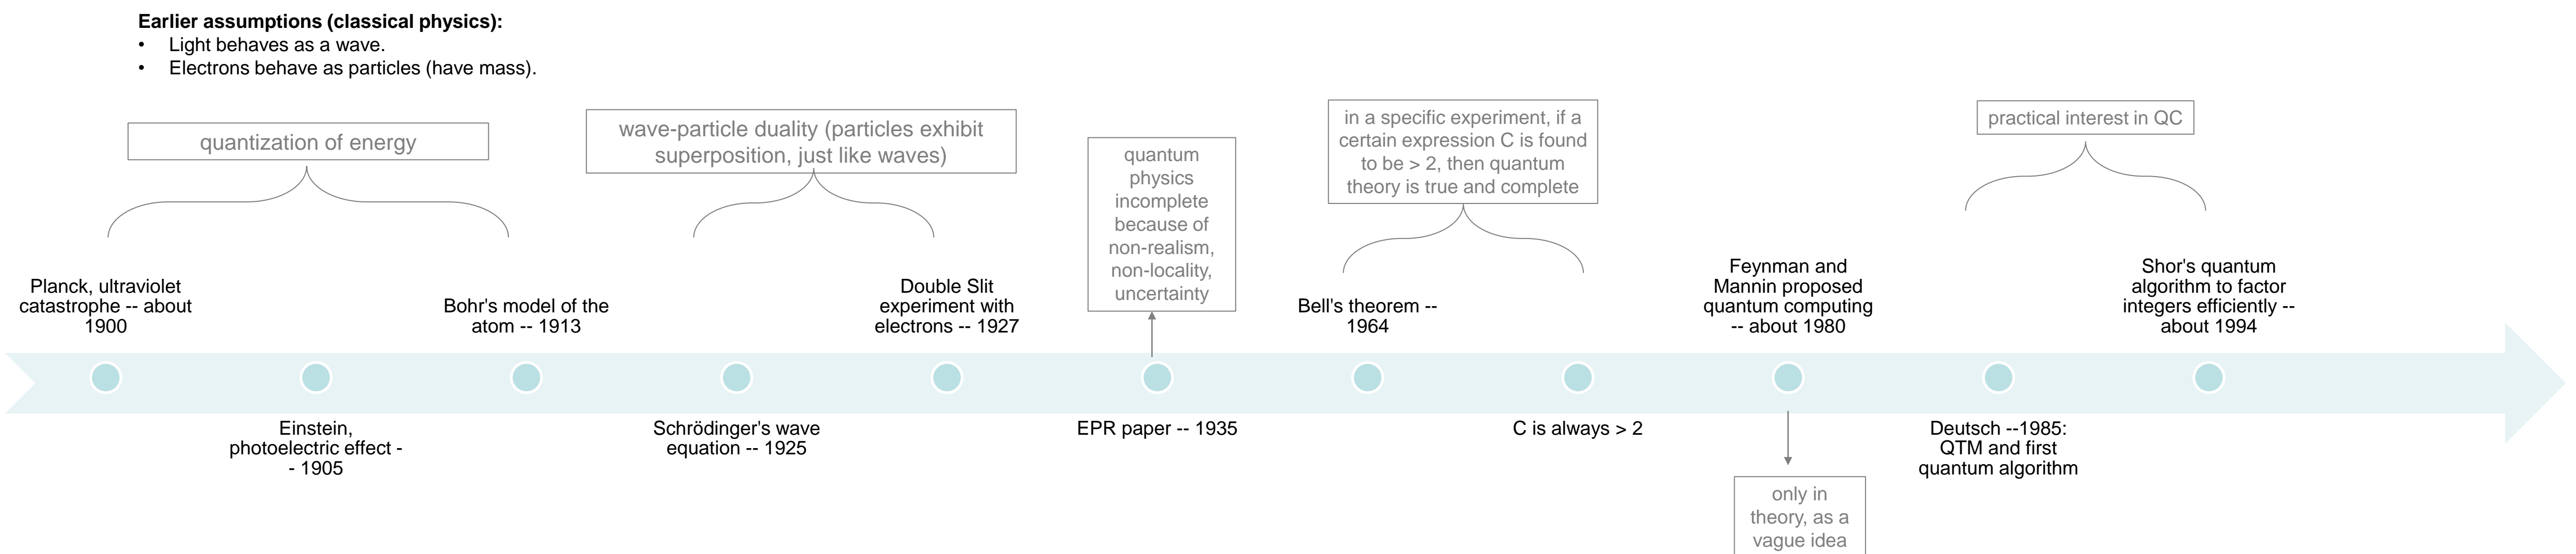 Earlier assumptions (classical physics):
• Light behaves as a wave.
• Electrons behave as particles (have mass).
quantization of energy
wave-particle duality (particles exhibit
superposition, just like waves)
quantum
physics
incomplete
because of
non-realism,
non-locality,
uncertainty
in a specific experiment, if a
certain expression C is found
to be > 2, then quantum
theory is true and complete
practical interest in QC
Planck, ultraviolet
catastrophe -- about
1900
Bohr's model of the
atom -- 1913
Double Slit
experiment with
electrons -- 1927
Bell's theorem --
1964
Feynman and
Mannin proposed
quantum computing
-- about 1980
Shor's quantum
algorithm to factor
integers efficiently --
about 1994
Einstein,
photoelectric effect -
- 1905
Schrödinger's wave
equation -- 1925
EPR paper -- 1935
C is always > 2
Deutsch --1985:
QTM and first
quantum algorithm
only in
theory, as a
vague idea